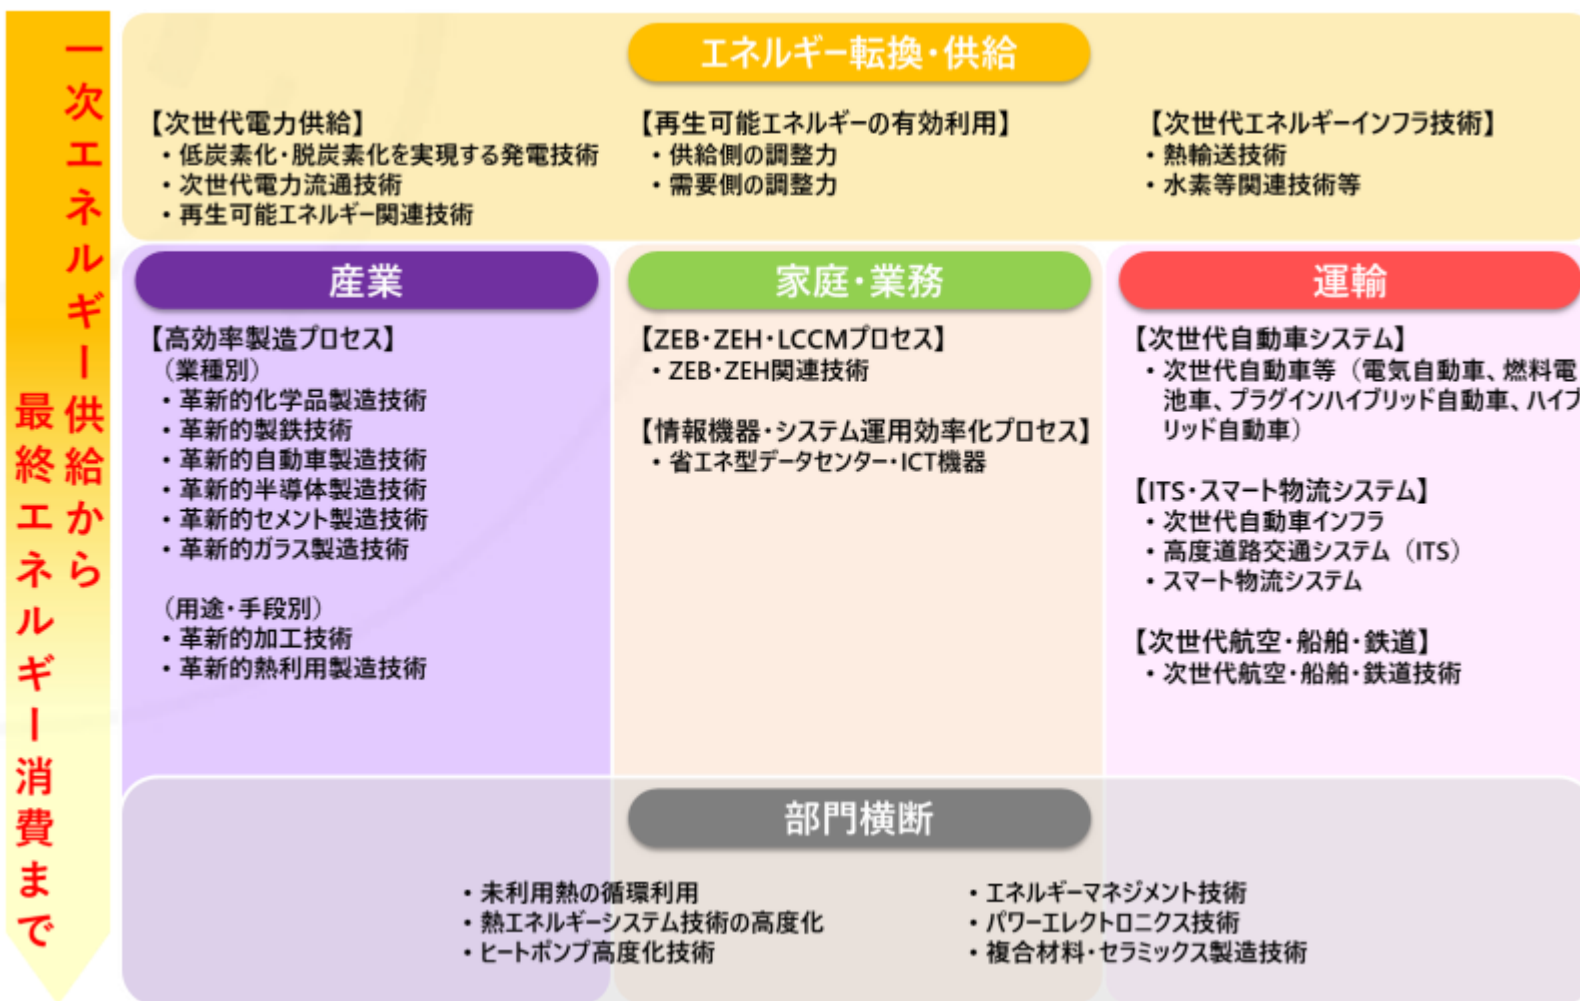 一次エネルギー供給から
最終エネルギー消費まで
エネルギー転換・供給
【次世代電力供給】
・低炭素化・脱炭素化を実現する発電技術
・次世代電力流通技術
・再生可能エネルギー関連技術
【再生可能エネルギーの有効利用】
・供給側の調整力
・需要側の調整力
【次世代エネルギーインフラ技術】
・熱輸送技術
・水素等関連技術等
産業
【高効率製造プロセス】
（業種別）
・革新的化学品製造技術
・革新的製鉄技術
・革新的自動車製造技術
・革新的半導体製造技術
・革新的セメント製造技術
・革新的ガラス製造技術
（用途・手段別）
・革新的加工技術
・革新的熱利用製造技術
家庭・業務
【ZEB・ZEH・LCCMプロセス】
・ZEB・ZEH関連技術
【情報機器・システム運用効率化プロセス】
・省エネ型データセンター・ICT機器
運輸
【次世代自動車システム】
・次世代自動車等（電気自動車、燃料電
池車、プラグインハイブリッド自動車、ハイブ
リッド自動車）
【ITS・スマート物流システム】
・次世代自動車インフラ
・高度道路交通システム（ITS）
・スマート物流システム
【次世代航空・船舶・鉄道】
・次世代航空・船舶・鉄道技術
部門横断
・未利用熱の循環利用
・熱エネルギーシステム技術の高度化
・ヒートポンプ高度化技術
・エネルギーマネジメント技術
・パワーエレクトロニクス技術
・複合材料・セラミックス製造技術